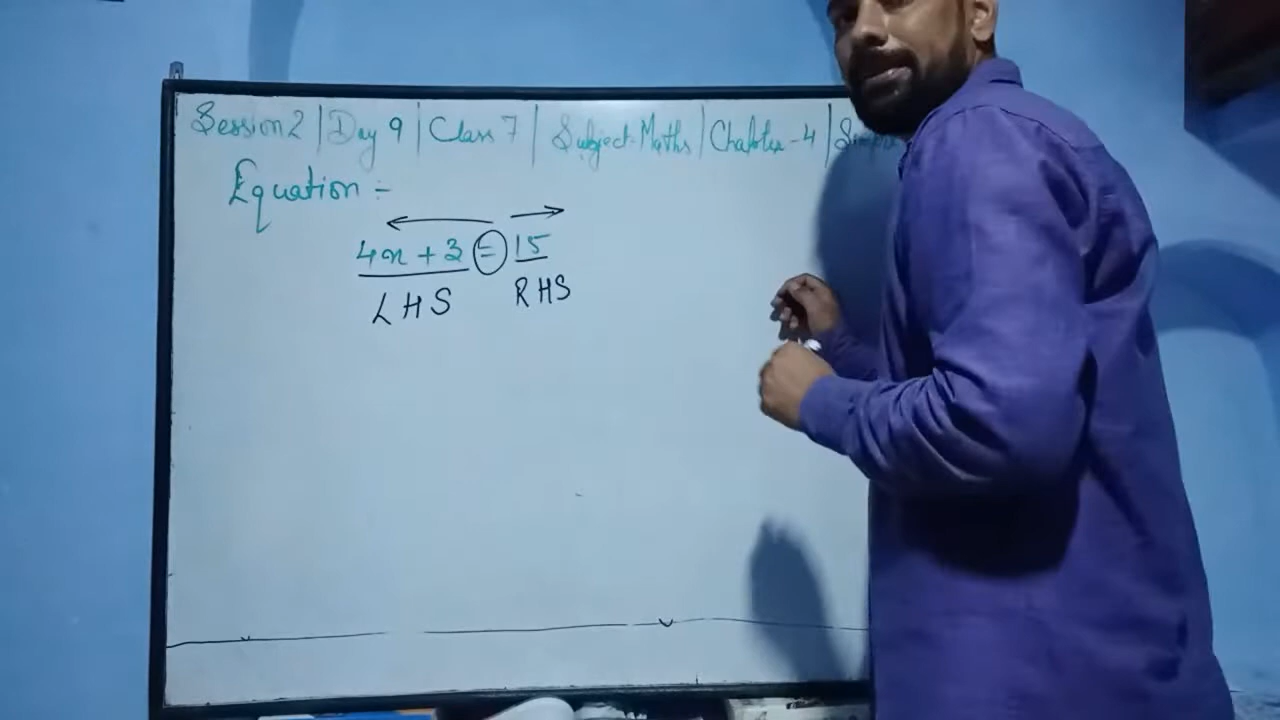 Session 2 | Day 9 | Class 7 | Subject-Maths | Chapter-4 |
Equation :-
4x + 3 = 15
LHS RHS